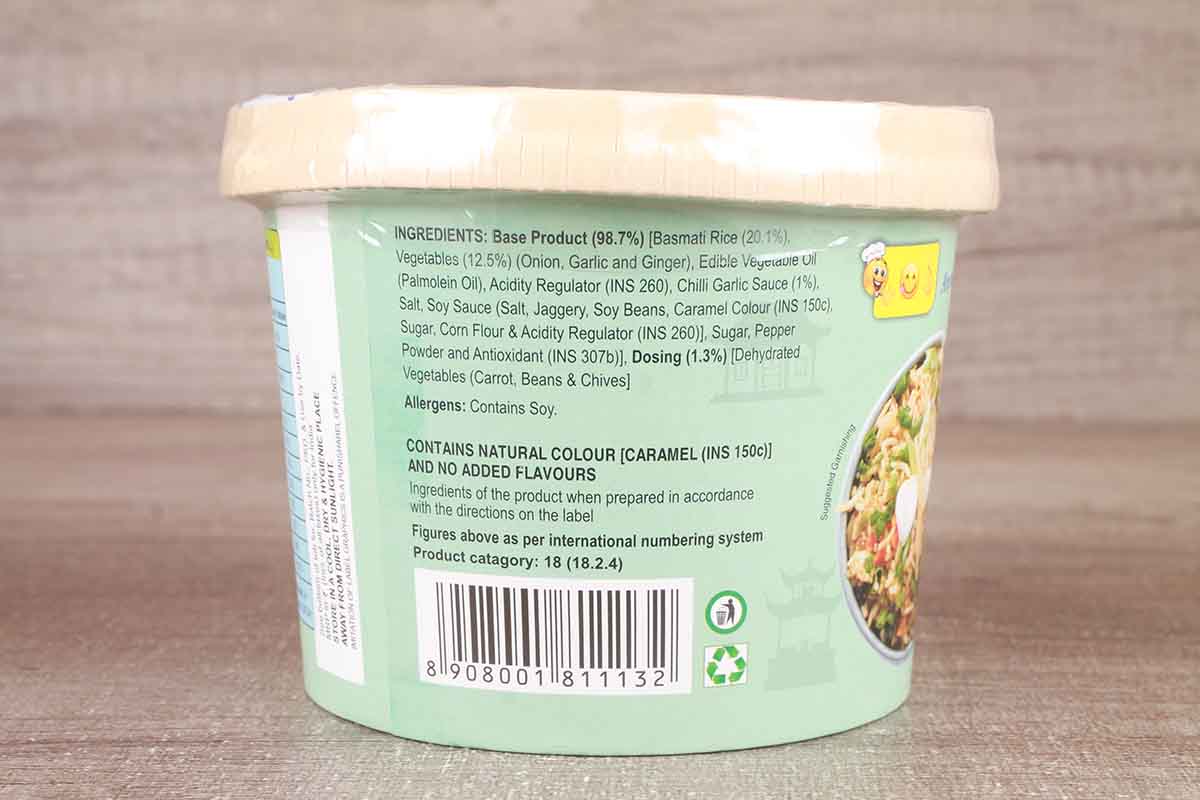 INGREDIENTS: Base Product (98.7%) [Basmati Rice (20.1%),
Vegetables (12.5%) (Onion, Garlic and Ginger), Edible Vegetable Oil
(Palmolein Oil), Acidity Regulator (INS 260), Chilli Garlic Sauce (1%),
Salt, Soy Sauce (Salt, Jaggery, Soy Beans, Caramel Colour (INS 150c),
Sugar, Corn Flour & Acidity Regulator (INS 260)], Sugar, Pepper
Powder and Antioxidant (INS 307b)], Dosing (1.3%) [Dehydrated
Vegetables (Carrot, Beans & Chives]
Allergens: Contains Soy.
CONTAINS NATURAL COLOUR [CARAMEL (INS 150c)]
AND NO ADDED FLAVOURS
Ingredients of the product when prepared in accordance
with the directions on the label
Figures above as per international numbering system
Product catagory: 18 (18.2.4)
8 908001 811132
Suggested Garnishing
STORE IN A COOL, DRY & HYGIENIC PLACE
AWAY FROM DIRECT SUNLIGHT.
OF LABEL GRAPHICS IS A PUNISHABLE OFFENCE